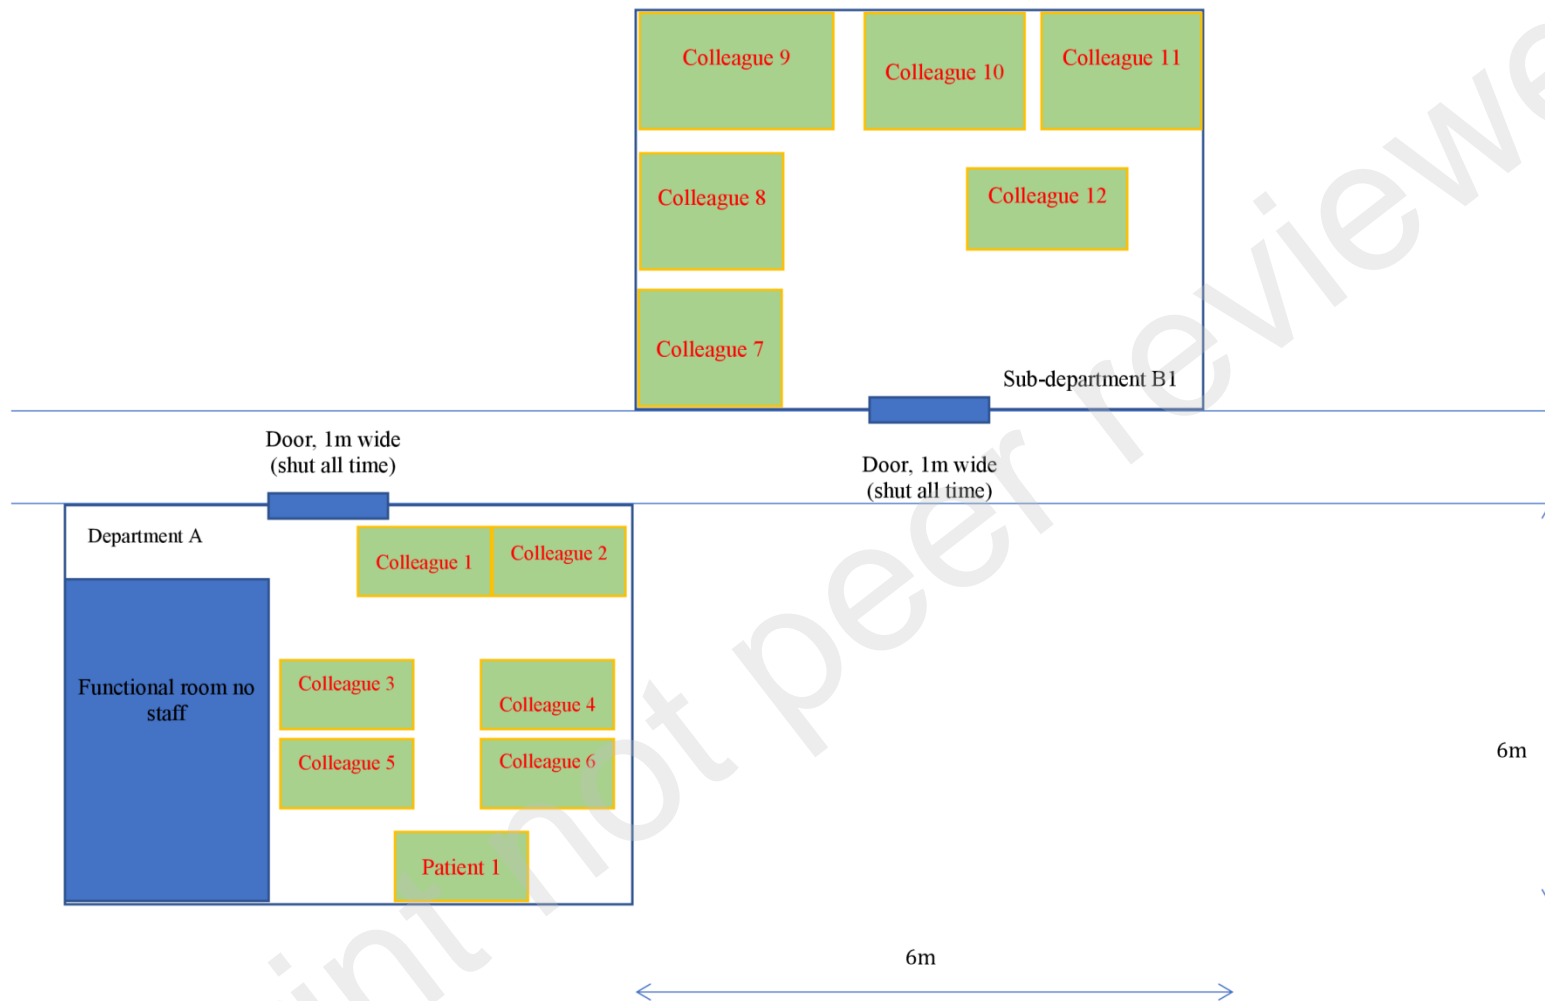 Colleague 9
Colleague 10
Colleague 11
Colleague 8
Colleague 12
Colleague 7
Sub-department B1
Door, 1m wide
(shut all time)
Door, 1m wide
(shut all time)
Department A
Colleague 1
Colleague 2
Functional room no
staff
Colleague 3
Colleague 4
Colleague 5
Colleague 6
Patient 1
6m
6m
int not peer reviewe